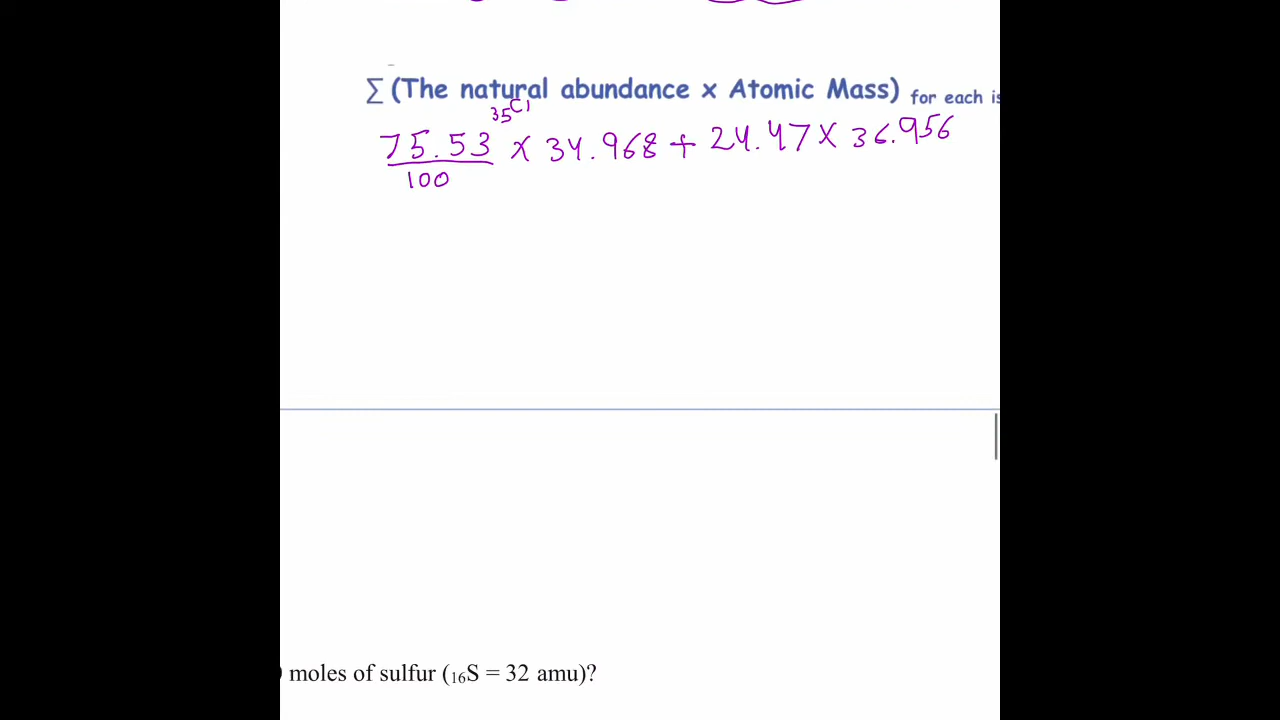 ∑ (The natural abundance x Atomic Mass) for each is
35Cl
75.53 x 34.968 + 24.47 x 36.956
100
moles of sulfur (₁₆S = 32 amu)?